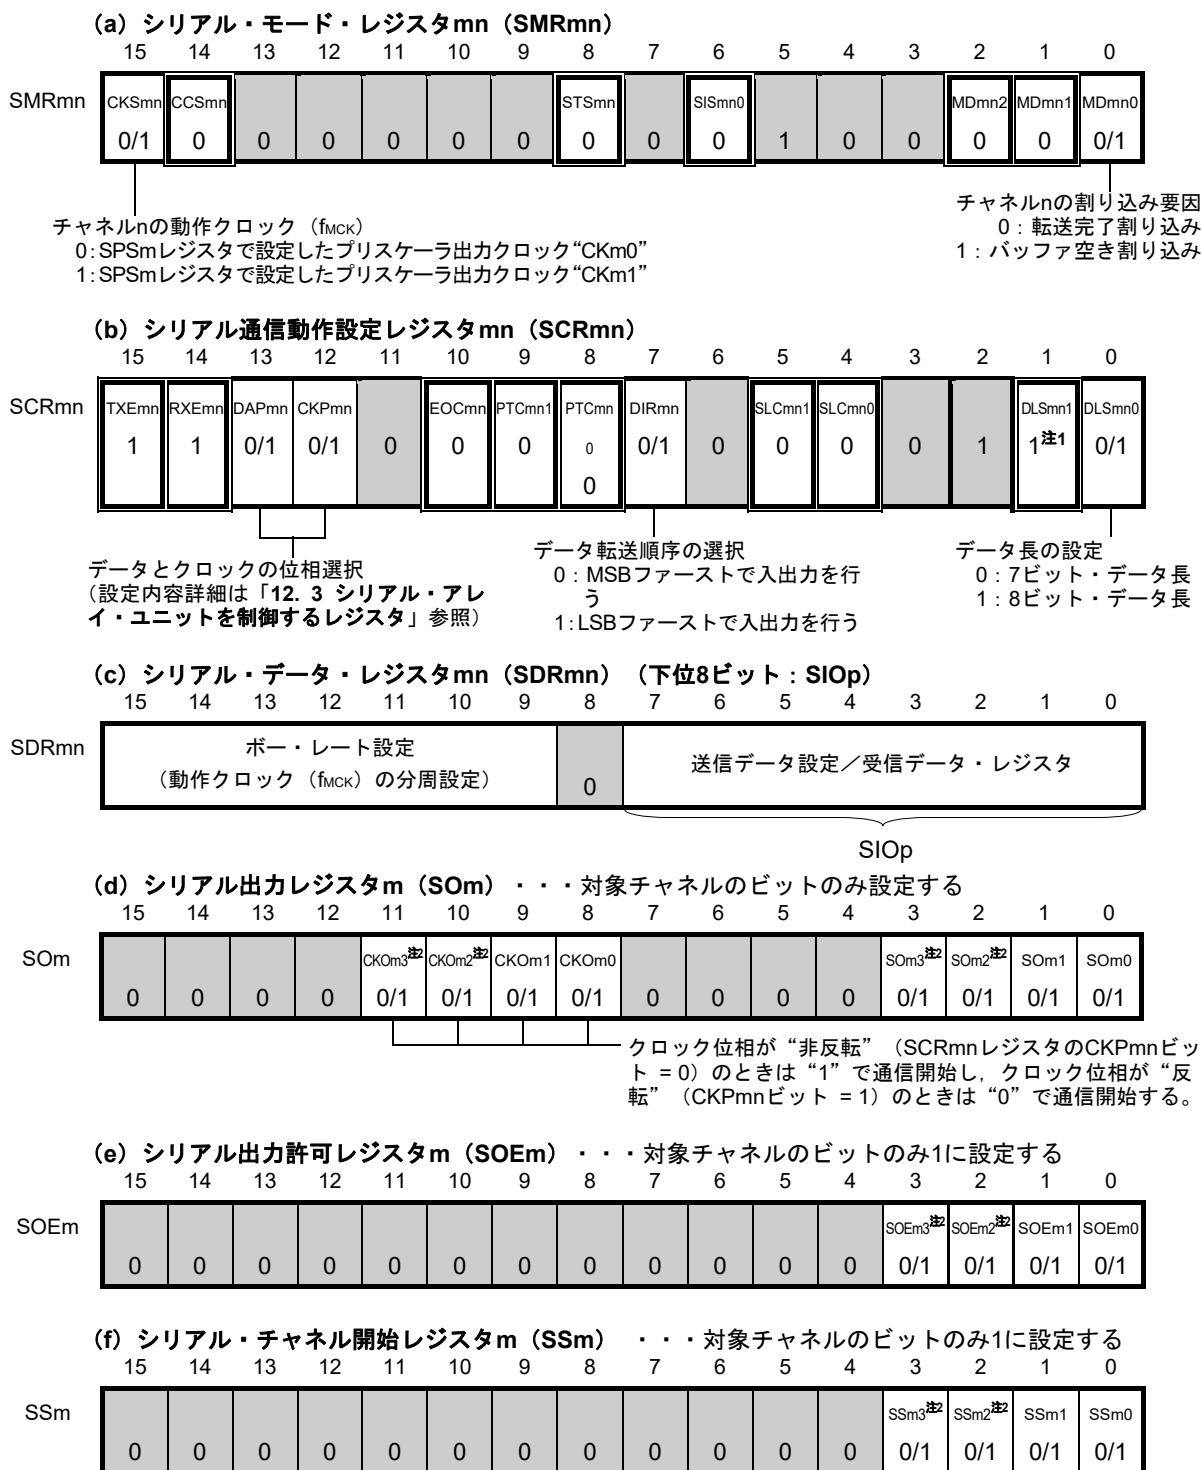 （a）シリアル・モード・レジスタmn（SMRmn）
15 14 13 12 11 10 9 8 7 6 5 4 3 2 1 0
SMRmn CKSmn CCSmn STSmn SISmn0 MDmn2 MDmn1 MDmn0
0/1 0 0 0 0 0 0 0 0 0 1 0 0 0 0 0/1
チャネルnの動作クロック（fMCK）
0：SPSmレジスタで設定したプリスケーラ出力クロック“CKm0”
1：SPSmレジスタで設定したプリスケーラ出力クロック“CKm1”
チャネルnの割り込み要因
0：転送完了割り込み
1：バッファ空き割り込み
（b）シリアル通信動作設定レジスタmn（SCRmn）
15 14 13 12 11 10 9 8 7 6 5 4 3 2 1 0
SCRmn TXEmn RXEmn DAPmn CKPmn EOCmn PTCmn1 PTCmn DIRmn SLCmn1 SLCmn0 DLSmn1 DLSmn0
1 1 0/1 0/1 0 0 0 0 0/1 0 0 0 0 1 1注1 0/1
0
データとクロックの位相選択
（設定内容詳細は「12. 3 シリアル・アレ
イ・ユニットを制御するレジスタ」参照）
データ転送順序の選択
0：MSBファーストで入出力を行
う
1：LSBファーストで入出力を行う
データ長の設定
0：7ビット・データ長
1：8ビット・データ長
（c）シリアル・データ・レジスタmn（SDRmn）（下位8ビット：SIOp）
15 14 13 12 11 10 9 8 7 6 5 4 3 2 1 0
SDRmn
ボー・レート設定
（動作クロック（fMCK）の分周設定）
0
送信データ設定／受信データ・レジスタ
SIOp
（d）シリアル出力レジスタm（SOm）・・・対象チャネルのビットのみ設定する
15 14 13 12 11 10 9 8 7 6 5 4 3 2 1 0
SOm CKOm3注2 CKOm2注2 CKOm1 CKOm0 SOm3注2 SOm2注2 SOm1 SOm0
0 0 0 0 0/1 0/1 0/1 0/1 0 0 0 0 0/1 0/1 0/1 0/1
クロック位相が“非反転”（SCRmnレジスタのCKPmnビッ
ト = 0）のときは“1”で通信開始し，クロック位相が“反
転”（CKPmnビット = 1）のときは“0”で通信開始する。
（e）シリアル出力許可レジスタm（SOEm）・・・対象チャネルのビットのみ1に設定する
15 14 13 12 11 10 9 8 7 6 5 4 3 2 1 0
SOEm SOEm3注2 SOEm2注2 SOEm1 SOEm0
0 0 0 0 0 0 0 0 0 0 0 0 0/1 0/1 0/1 0/1
（f）シリアル・チャネル開始レジスタm（SSm）・・・対象チャネルのビットのみ1に設定する
15 14 13 12 11 10 9 8 7 6 5 4 3 2 1 0
SSm SSm3注2 SSm2注2 SSm1 SSm0
0 0 0 0 0 0 0 0 0 0 0 0 0/1 0/1 0/1 0/1